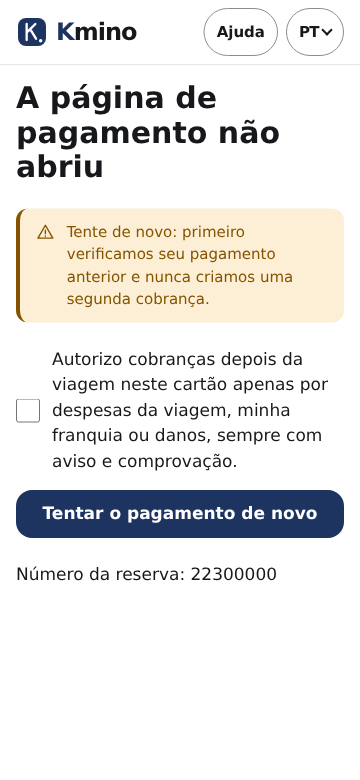 K. Kmino
Ajuda
PT
A página de
pagamento não
abriu
Tente de novo: primeiro
verificamos seu pagamento
anterior e nunca criamos uma
segunda cobrança.
Autorizo cobranças depois da
viagem neste cartão apenas por
despesas da viagem, minha
franquia ou danos, sempre com
aviso e comprovação.
Tentar o pagamento de novo
Número da reserva: 22300000